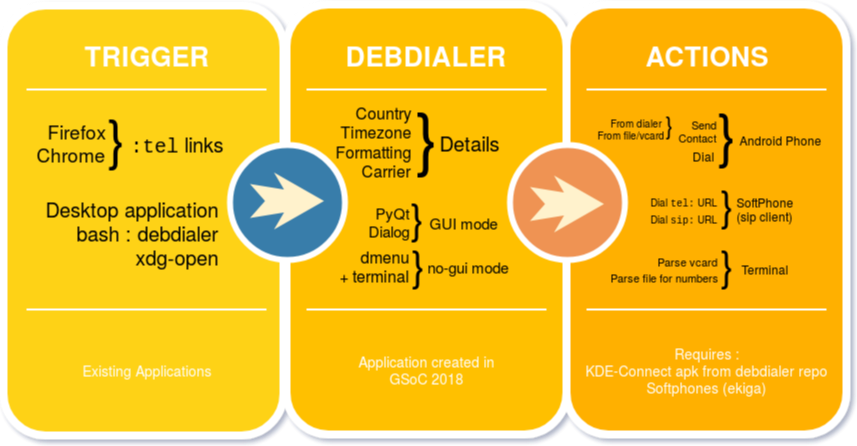 TRIGGER
Firefox
Chrome
} :tel links
Desktop application
bash : debdialer
xdg-open
Existing Applications
DEBDIALER
Country
Timezone
Formatting
Carrier
} Details
PyQt
Dialog
} GUI mode
dmenu
+ terminal
} no-gui mode
Application created in
GSoC 2018
ACTIONS
From dialer
From file/vcard
} Send
Contact
Dial
} Android Phone
Dial tel: URL
Dial sip: URL
} SoftPhone
(sip client)
Parse vcard
Parse file for numbers
} Terminal
Requires :
KDE-Connect apk from debdialer repo
Softphones (ekiga)